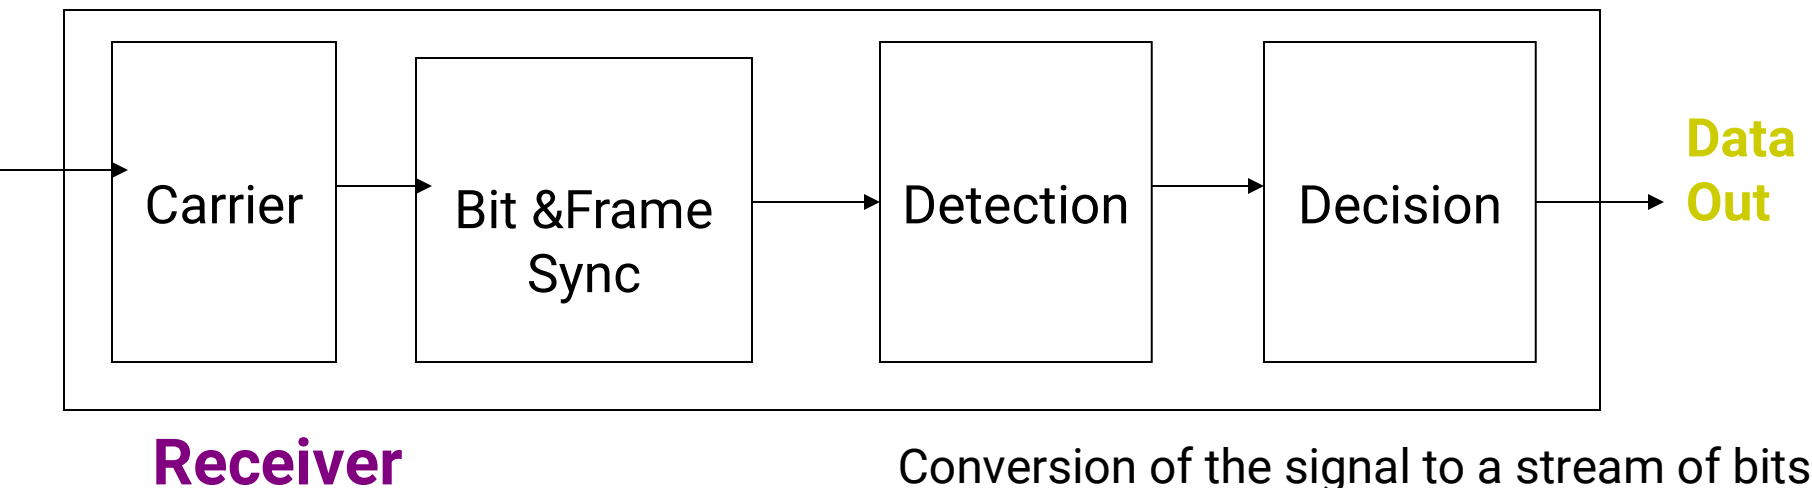 Carrier
Bit &Frame
Sync
Detection
Decision
Data
Out
Receiver
Conversion of the signal to a stream of bits